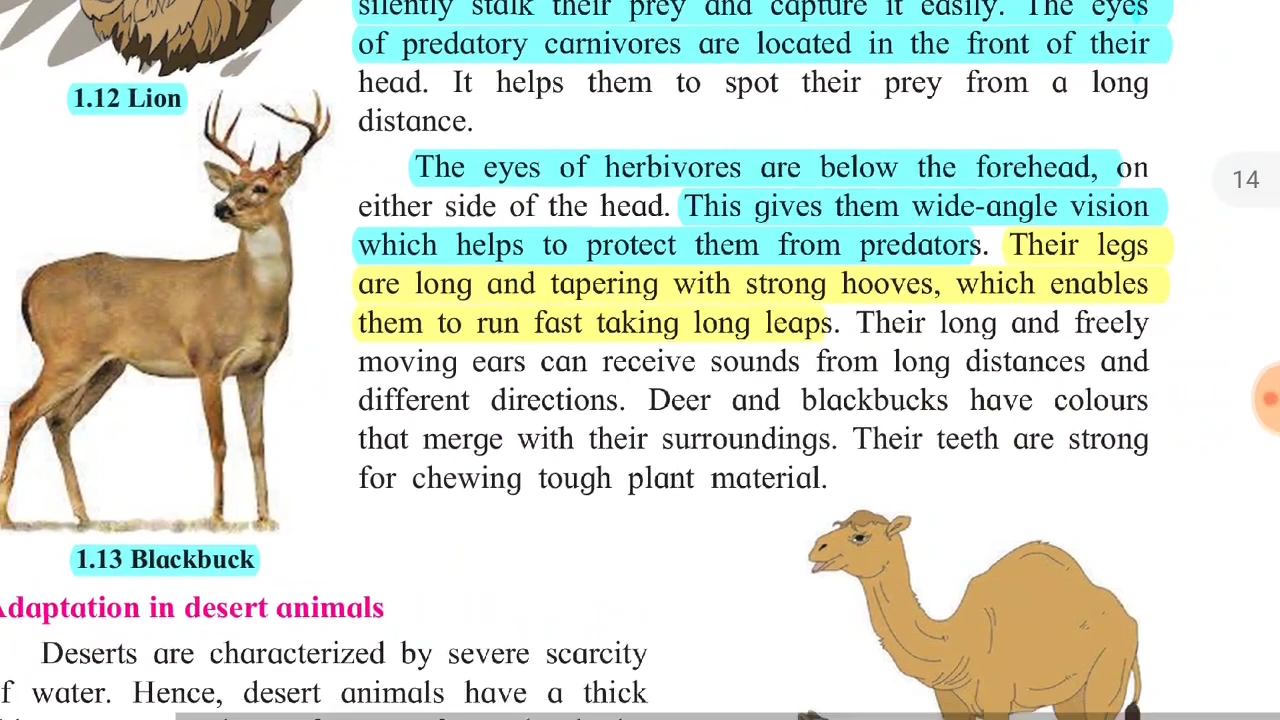 silently stalk their prey and capture it easily. The eyes
of predatory carnivores are located in the front of their
head. It helps them to spot their prey from a long
distance.
1.12 Lion
The eyes of herbivores are below the forehead, on
either side of the head. This gives them wide-angle vision
which helps to protect them from predators. Their legs
are long and tapering with strong hooves, which enables
them to run fast taking long leaps. Their long and freely
moving ears can receive sounds from long distances and
different directions. Deer and blackbucks have colours
that merge with their surroundings. Their teeth are strong
for chewing tough plant material.
14
1.13 Blackbuck
Adaptation in desert animals
Deserts are characterized by severe scarcity
of water. Hence, desert animals have a thick